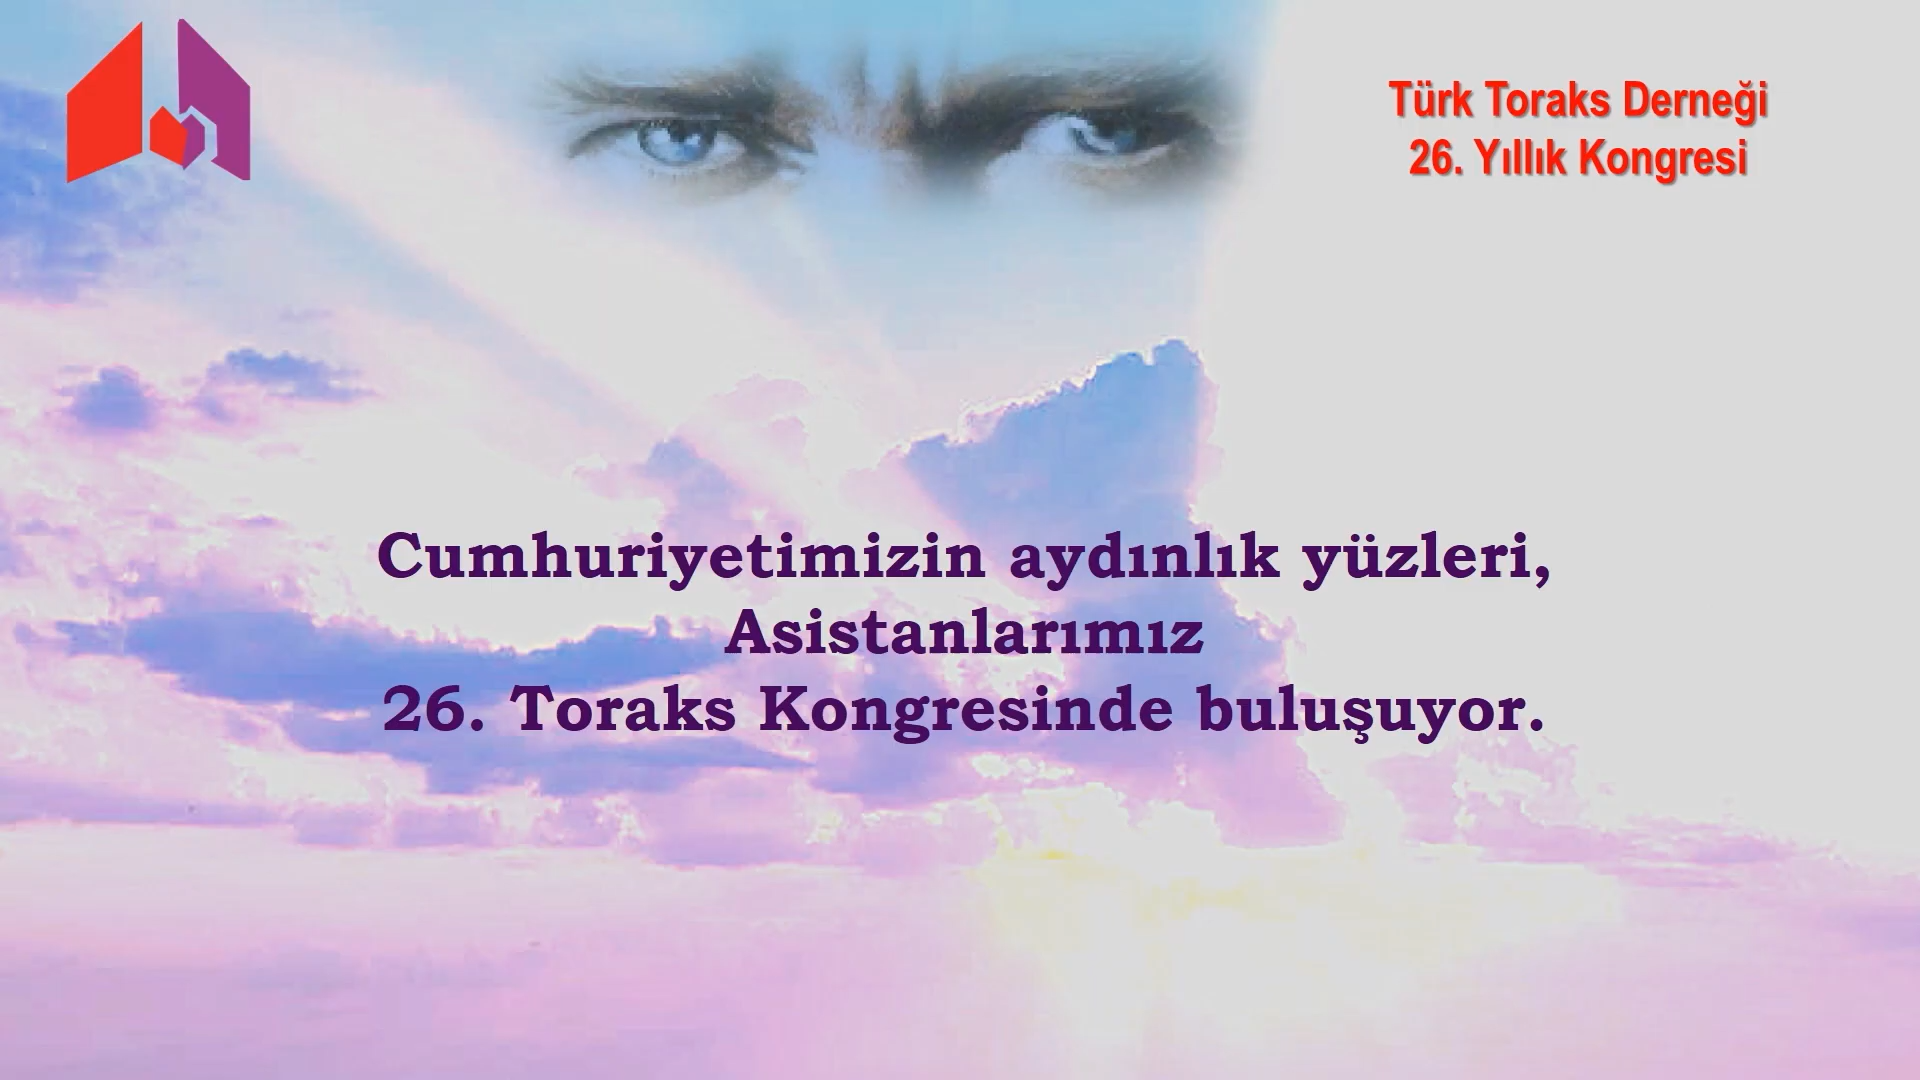 Türk Toraks Derneği
26. Yıllık Kongresi
Cumhuriyetimizin aydınlık yüzleri,
Asistanlarımız
26. Toraks Kongresinde buluşuyor.